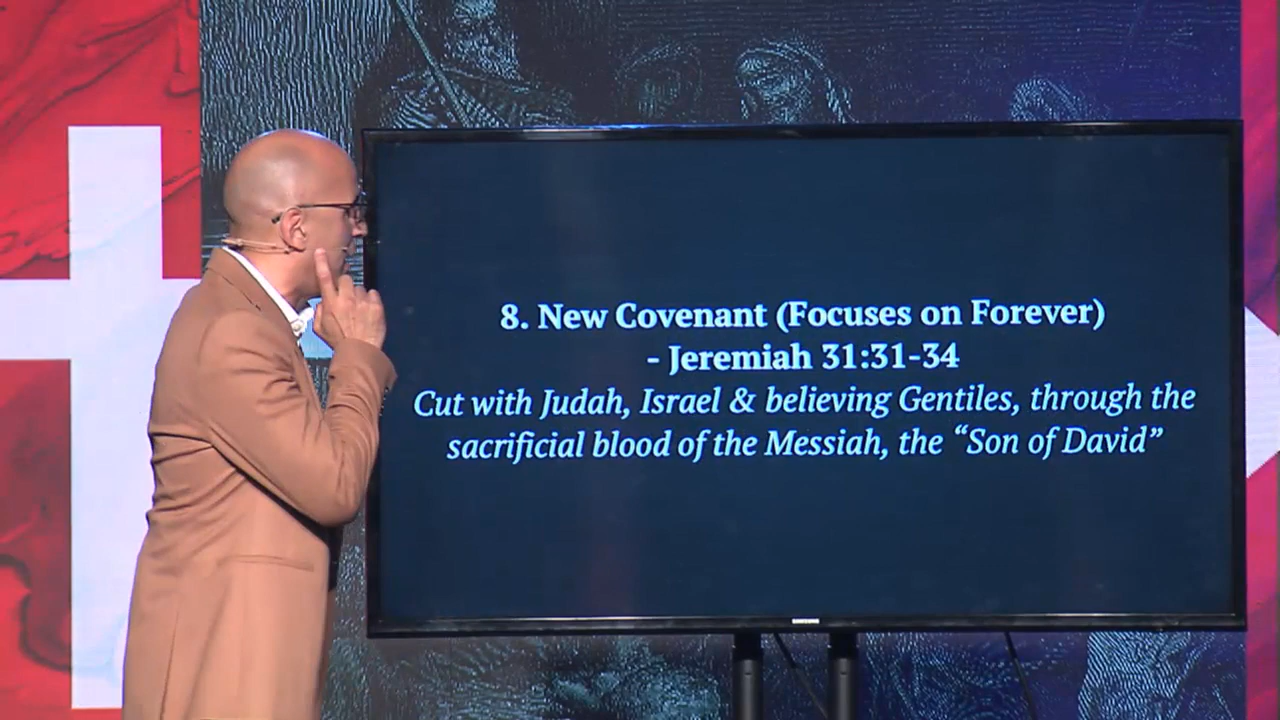 8. New Covenant (Focuses on Forever)
- Jeremiah 31:31-34
Cut with Judah, Israel & believing Gentiles, through the
sacrificial blood of the Messiah, the “Son of David”
SAMSUNG